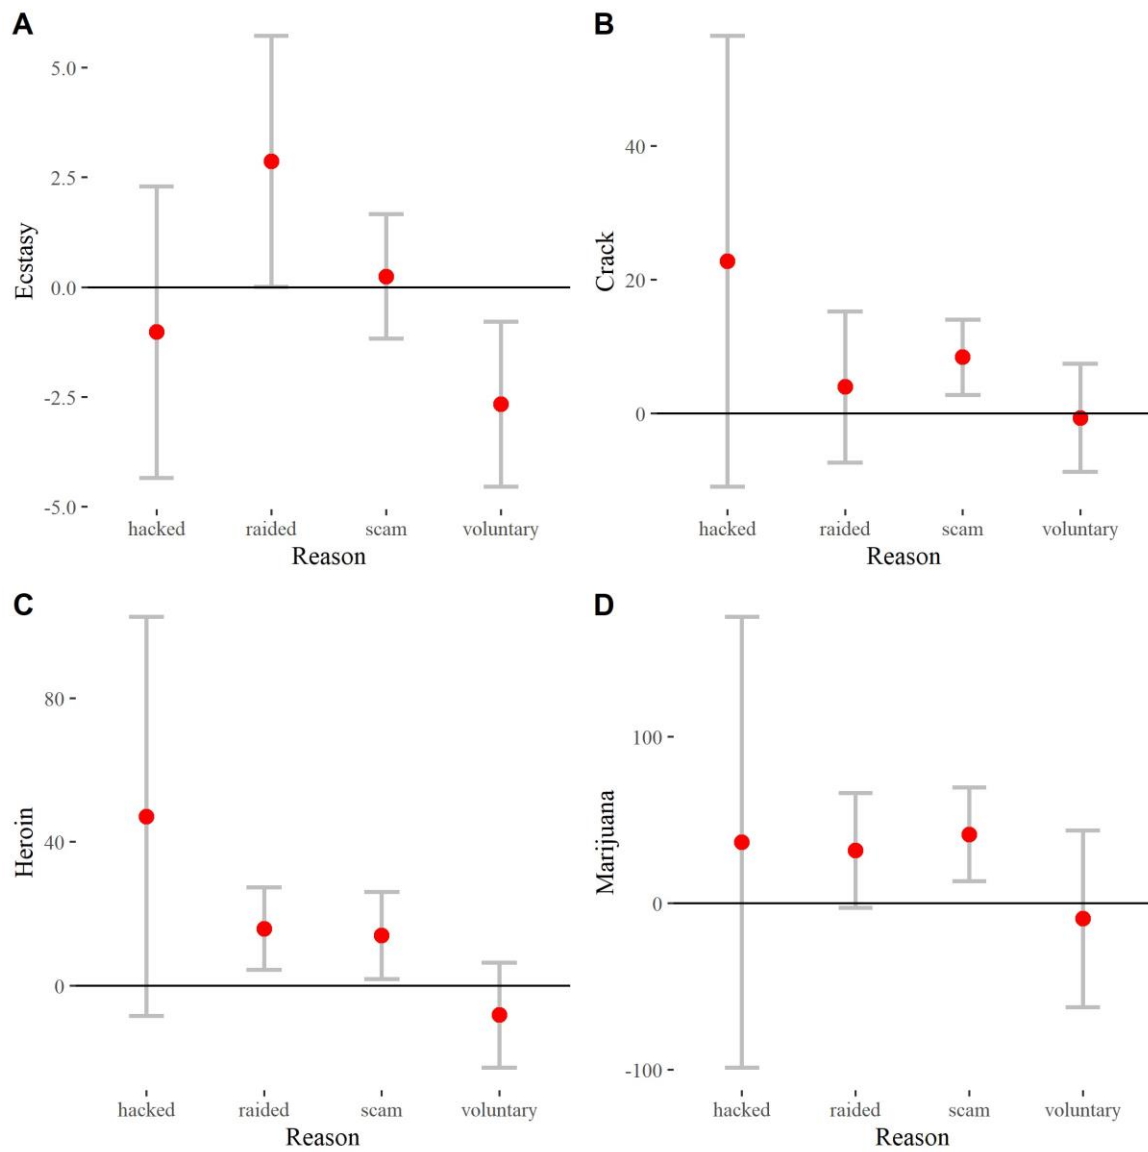 A
Ecstasy
5.0
2.5
0.0
-2.5
-5.0
hacked raided scam voluntary
Reason
B
Crack
40
20
0
hacked raided scam voluntary
Reason
C
Heroin
80
40
0
hacked raided scam voluntary
Reason
D
Marijuana
100
0
-100
hacked raided scam voluntary
Reason